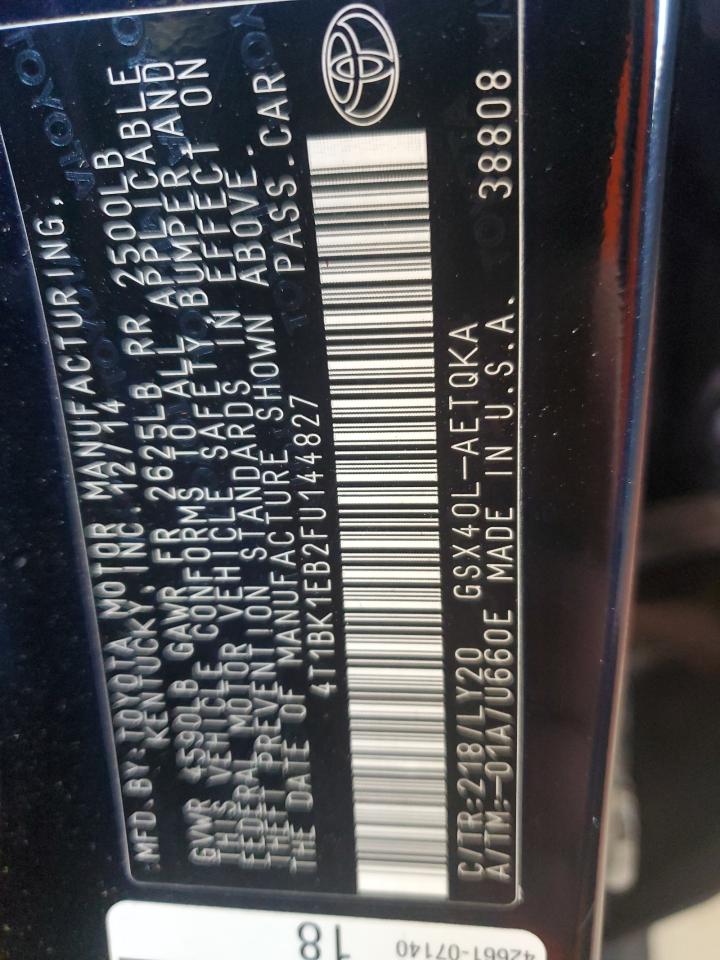 MFD.BY:TOYOTA MOTOR MANUFACTURING,
KENTUCKY, INC. 12/14
GVWR 4590LB GAWR FR 2625LB RR 2500LB
THIS VEHICLE CONFORMS TO ALL APPLICABLE
FEDERAL MOTOR VEHICLE SAFETY BUMPER, AND
THEFT PREVENTION STANDARDS IN EFFECT ON
THE DATE OF MANUFACTURE SHOWN ABOVE.
4T1BK1EB2FU144827 PASS.CAR
C/TR:218/LY20 GSX40L-AETQKA
A/TM:-01A/U660E MADE IN U.S.A. 38808
18
42661-07140
TOYOTA
TOYOTA
TOYOTA